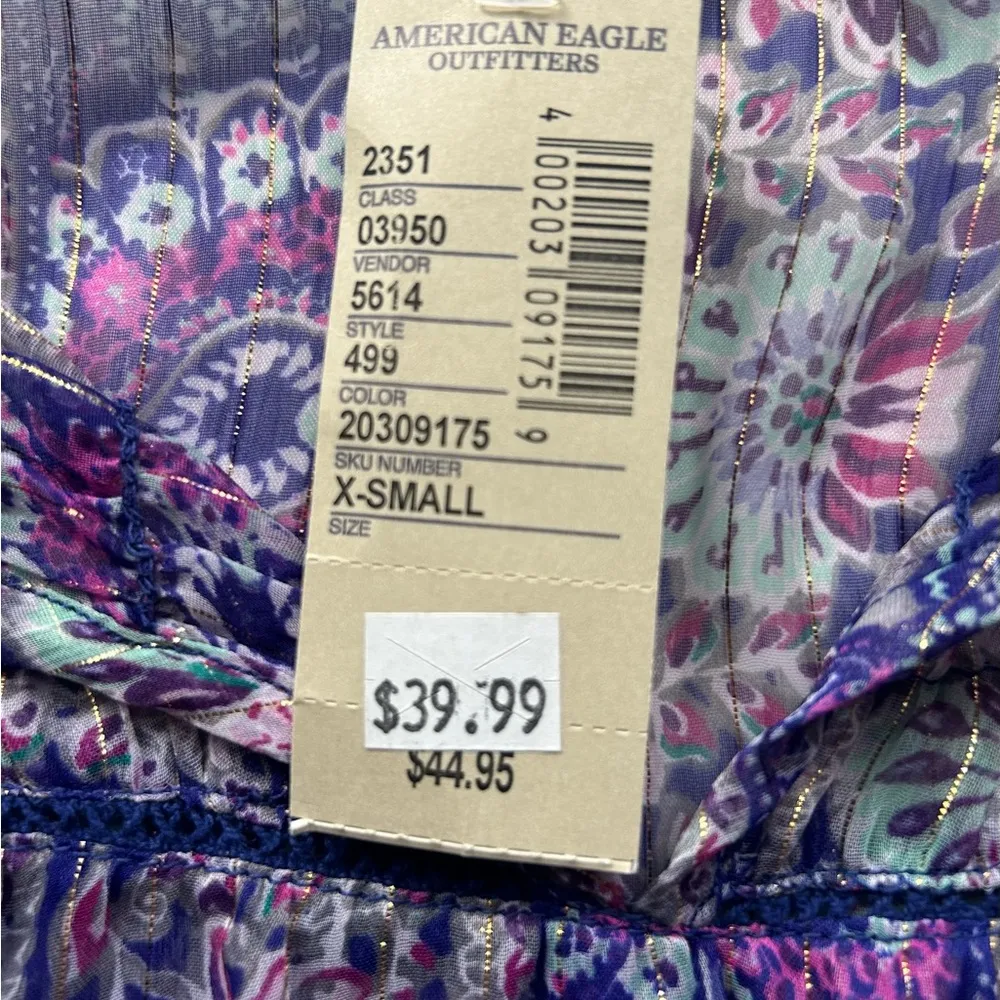 AMERICAN EAGLE
OUTFITTERS
2351
CLASS
03950
VENDOR
5614
STYLE
499
COLOR
20309175
SKU NUMBER
X-SMALL
SIZE
4 00203 09175 9
$39.99
$44.95